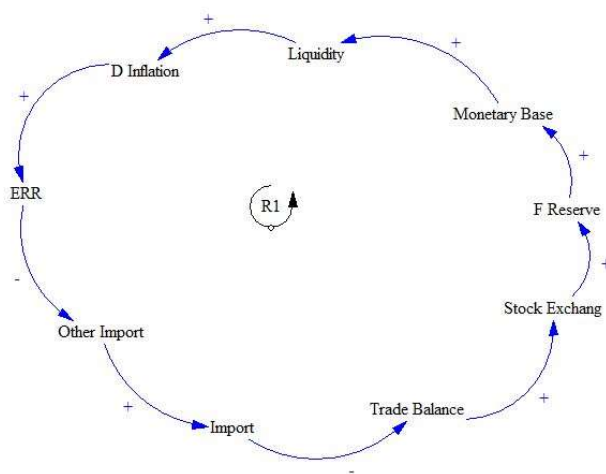 +
+
Liquidity
D Inflation
+
Monetary Base
+
ERR
R1
F Reserve
+
-
Stock Exchang
Other Import
+
Trade Balance
+
Import
-